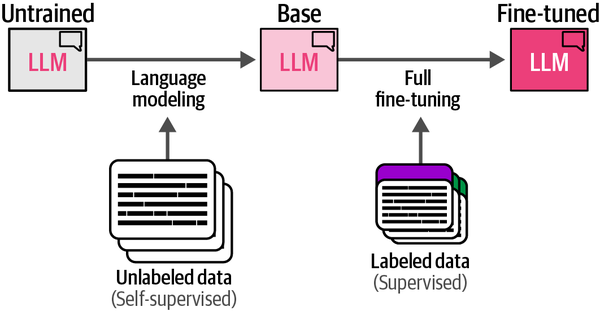 Untrained
Base
Fine-tuned
LLM
LLM
LLM
Language
modeling
Full
fine-tuning
Unlabeled data
(Self-supervised)
Labeled data
(Supervised)